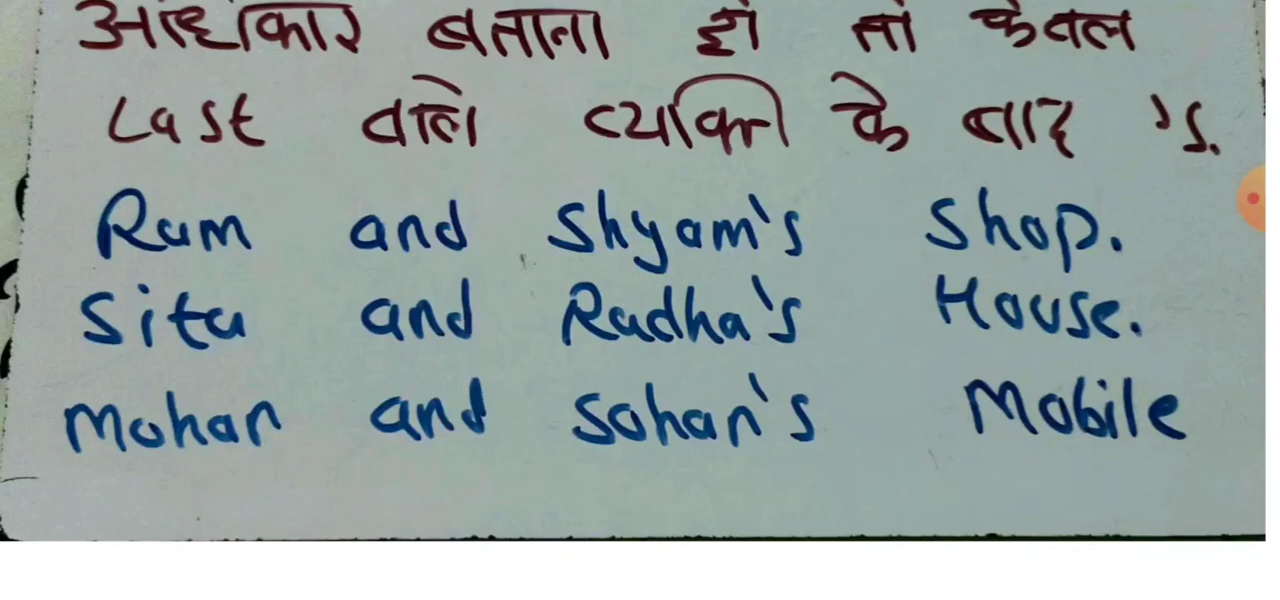 अधिकार बताना हो तो केवल
Last वाले व्यक्ति के बाद 's.
Ram and Shyam's Shop.
Sita and Radha's House.
Mohan and Sohan's Mobile